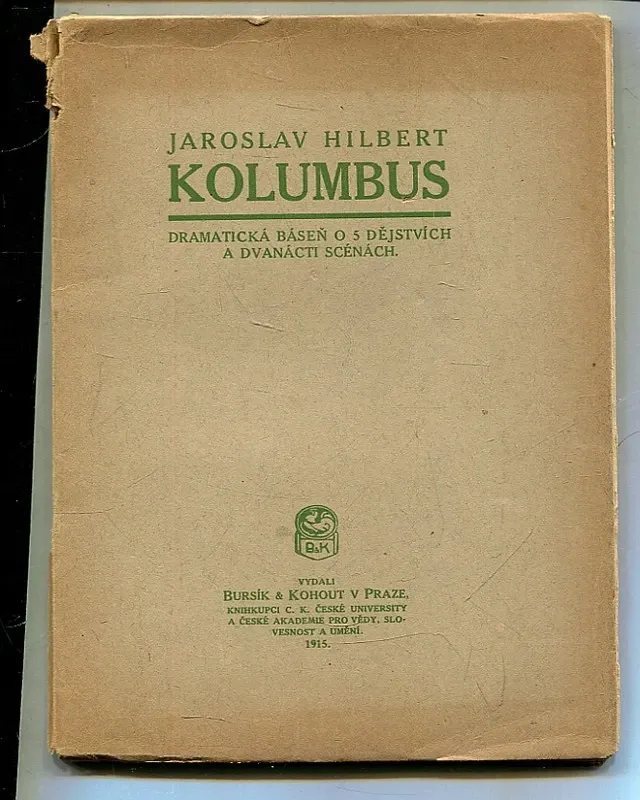 JAROSLAV HILBERT
KOLUMBUS
DRAMATICKÁ BÁSEŇ O 5 DĚJSTVÍCH
A DVANÁCTI SCÉNÁCH.
B&K
VYDALI
BURSÍK & KOHOUT V PRAZE,
KNIHKUPCI C. K. ČESKÉ UNIVERSITY
A ČESKÉ AKADEMIE PRO VĚDY, SLO-
VESNOST A UMĚNÍ.
1915.